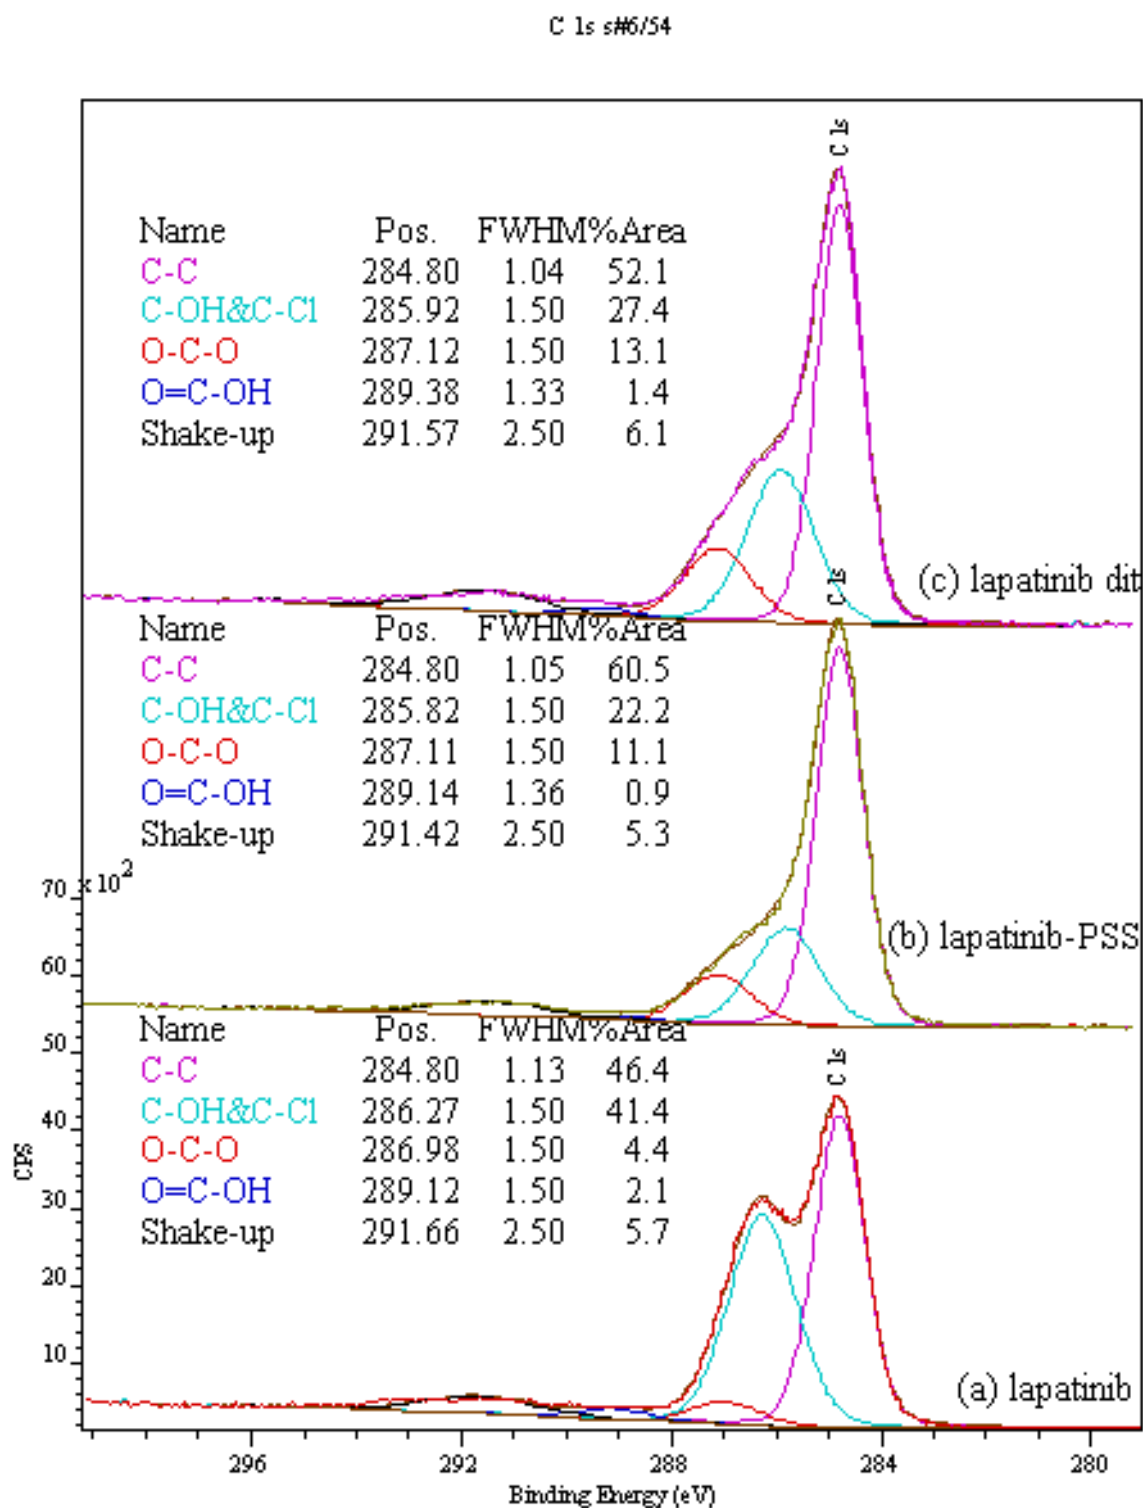 C 1s s#6/54
C 1s
Name Pos. FWHM%Area
C-C 284.80 1.04 52.1
C-OH&C-Cl 285.92 1.50 27.4
O-C-O 287.12 1.50 13.1
O=C-OH 289.38 1.33 1.4
Shake-up 291.57 2.50 6.1
(c) lapatinib dit
C 1s
Name Pos. FWHM%Area
C-C 284.80 1.05 60.5
C-OH&C-Cl 285.82 1.50 22.2
O-C-O 287.11 1.50 11.1
O=C-OH 289.14 1.36 0.9
Shake-up 291.42 2.50 5.3
(b) lapatinib-PSS
C 1s
Name Pos. FWHM%Area
C-C 284.80 1.13 46.4
C-OH&C-Cl 286.27 1.50 41.4
O-C-O 286.98 1.50 4.4
O=C-OH 289.12 1.50 2.1
Shake-up 291.66 2.50 5.7
(a) lapatinib
70 x 10²
60
50
40
30
20
10
CPS
296 292 288 284 280
Binding Energy (eV)